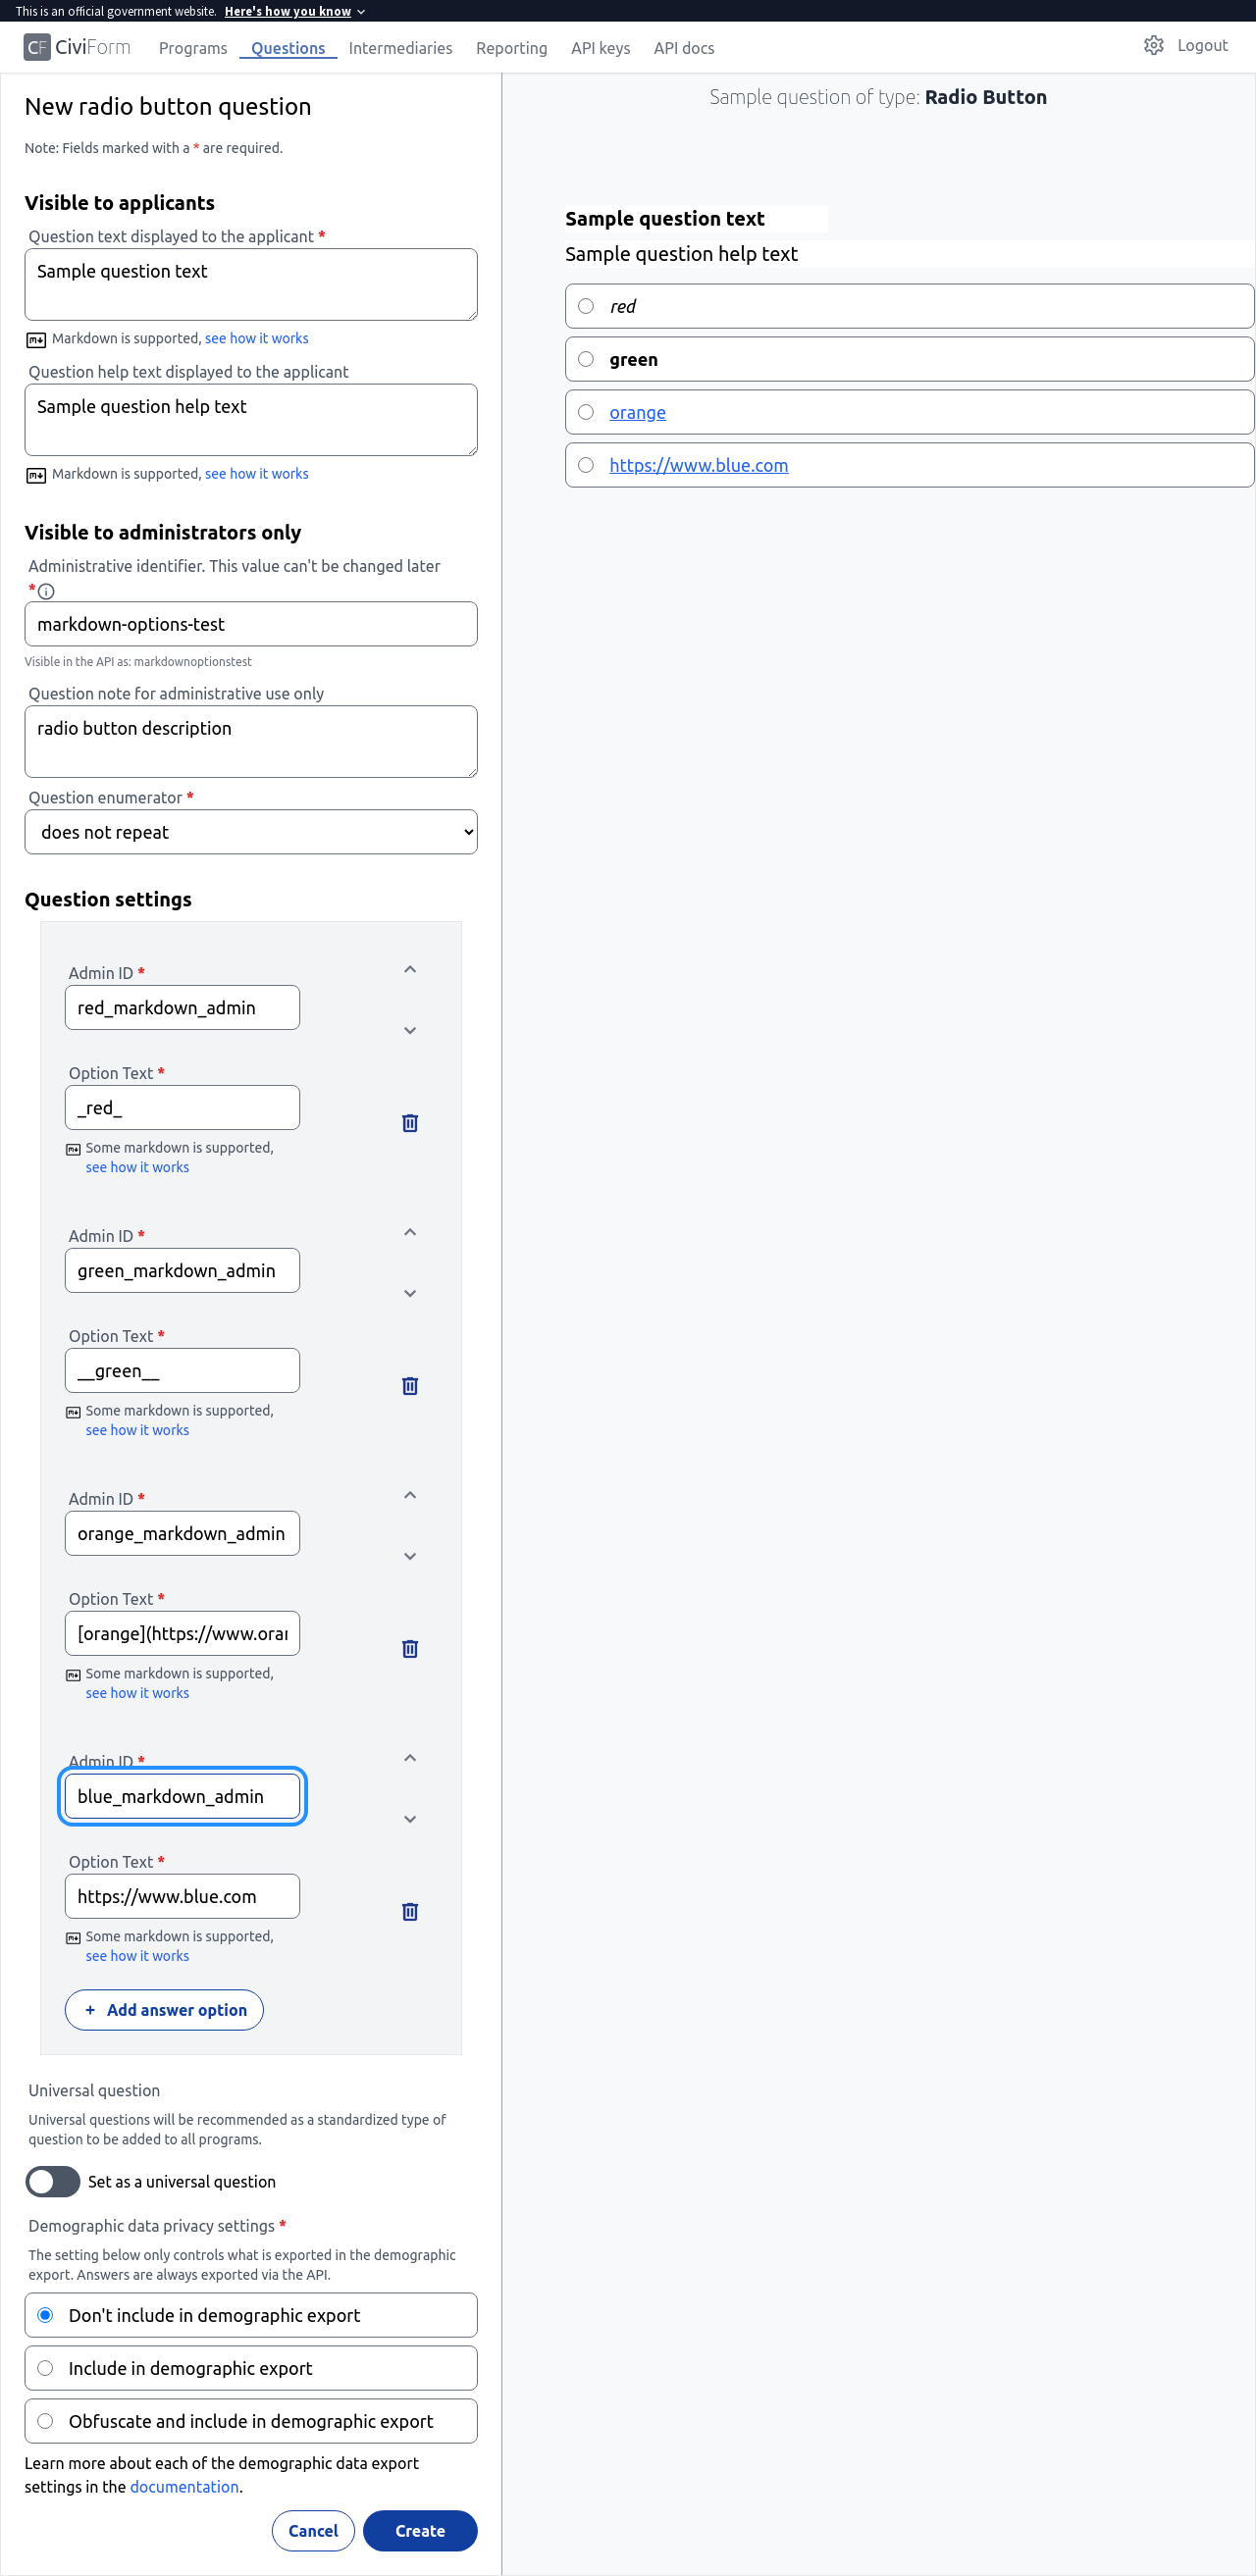 This is an official government website. Here's how you know
CF CiviForm Programs Questions Intermediaries Reporting API keys API docs Logout
New radio button question
Note: Fields marked with a * are required.
Visible to applicants
Question text displayed to the applicant *
Sample question text
Markdown is supported, see how it works
Question help text displayed to the applicant
Sample question help text
Markdown is supported, see how it works
Visible to administrators only
Administrative identifier. This value can't be changed later
*
markdown-options-test
Visible in the API as: markdownoptionstest
Question note for administrative use only
radio button description
Question enumerator *
does not repeat
Question settings
Admin ID *
red_markdown_admin
Option Text *
_red_
Some markdown is supported,
see how it works
Admin ID *
green_markdown_admin
Option Text *
__green__
Some markdown is supported,
see how it works
Admin ID *
orange_markdown_admin
Option Text *
[orange](https://www.orar
Some markdown is supported,
see how it works
Admin ID *
blue_markdown_admin
Option Text *
https://www.blue.com
Some markdown is supported,
see how it works
+ Add answer option
Universal question
Universal questions will be recommended as a standardized type of
question to be added to all programs.
Set as a universal question
Demographic data privacy settings *
The setting below only controls what is exported in the demographic
export. Answers are always exported via the API.
Don't include in demographic export
Include in demographic export
Obfuscate and include in demographic export
Learn more about each of the demographic data export
settings in the documentation.
Cancel Create
Sample question of type: Radio Button
Sample question text
Sample question help text
red
green
orange
https://www.blue.com